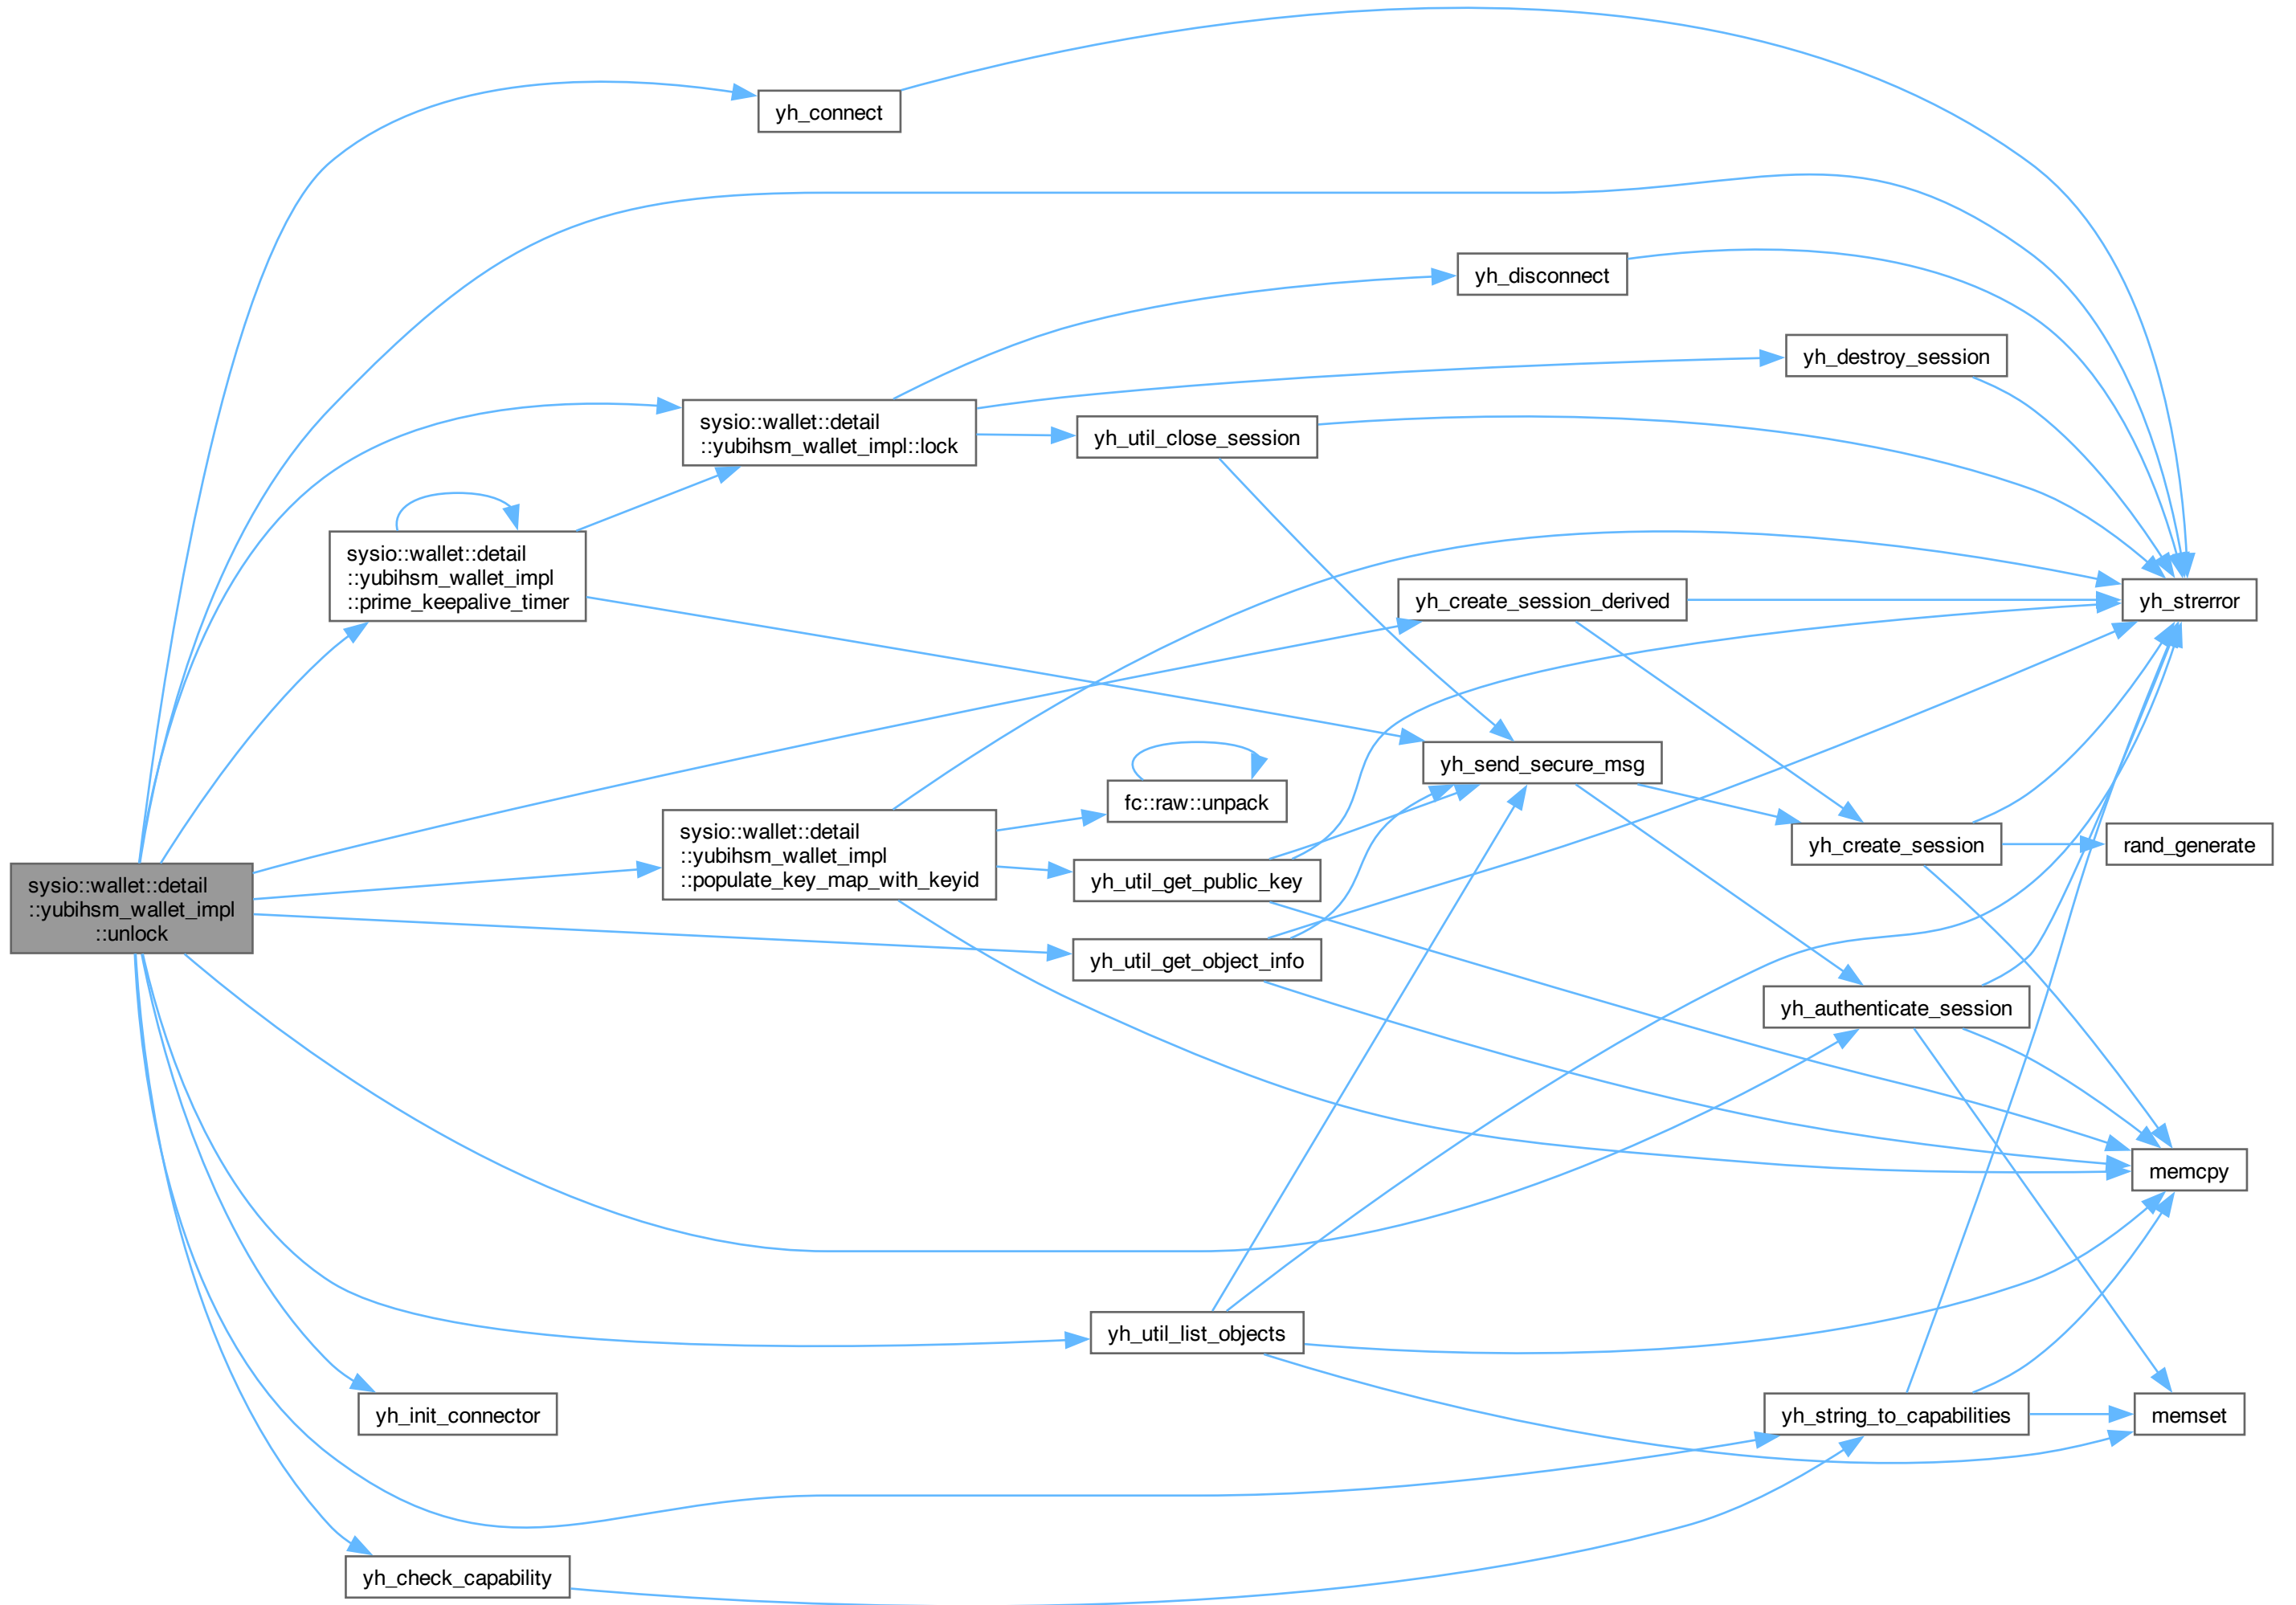 yh_connect
yh_disconnect
yh_destroy_session
sysio::wallet::detail
::yubihsm_wallet_impl::lock
yh_util_close_session
sysio::wallet::detail
::yubihsm_wallet_impl
::prime_keepalive_timer
yh_create_session_derived
yh_strerror
yh_send_secure_msg
fc::raw::unpack
sysio::wallet::detail
::yubihsm_wallet_impl
::populate_key_map_with_keyid
yh_create_session
rand_generate
yh_util_get_public_key
sysio::wallet::detail
::yubihsm_wallet_impl
::unlock
yh_util_get_object_info
yh_authenticate_session
memcpy
yh_util_list_objects
yh_init_connector
yh_string_to_capabilities
memset
yh_check_capability